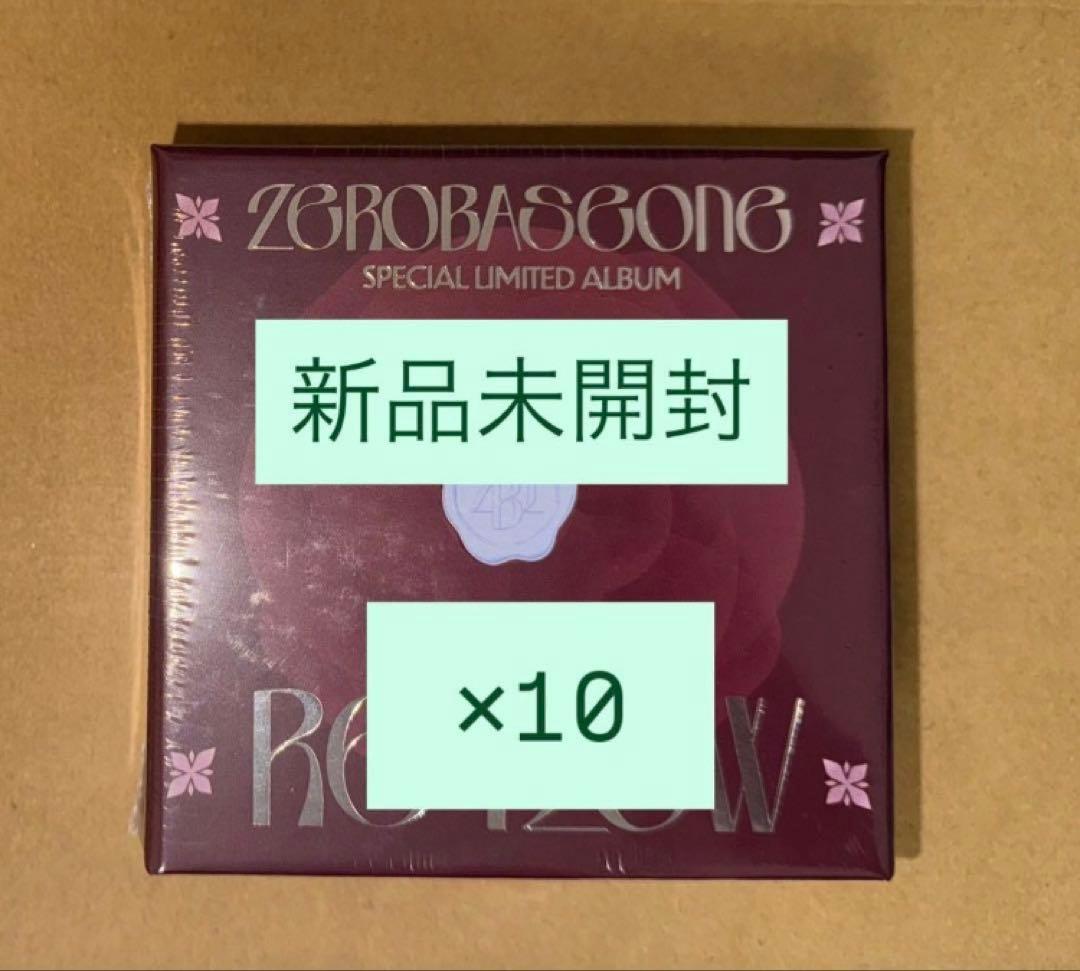 ZEROBASEONE
SPECIAL LIMITED ALBUM
新品未開封
×10